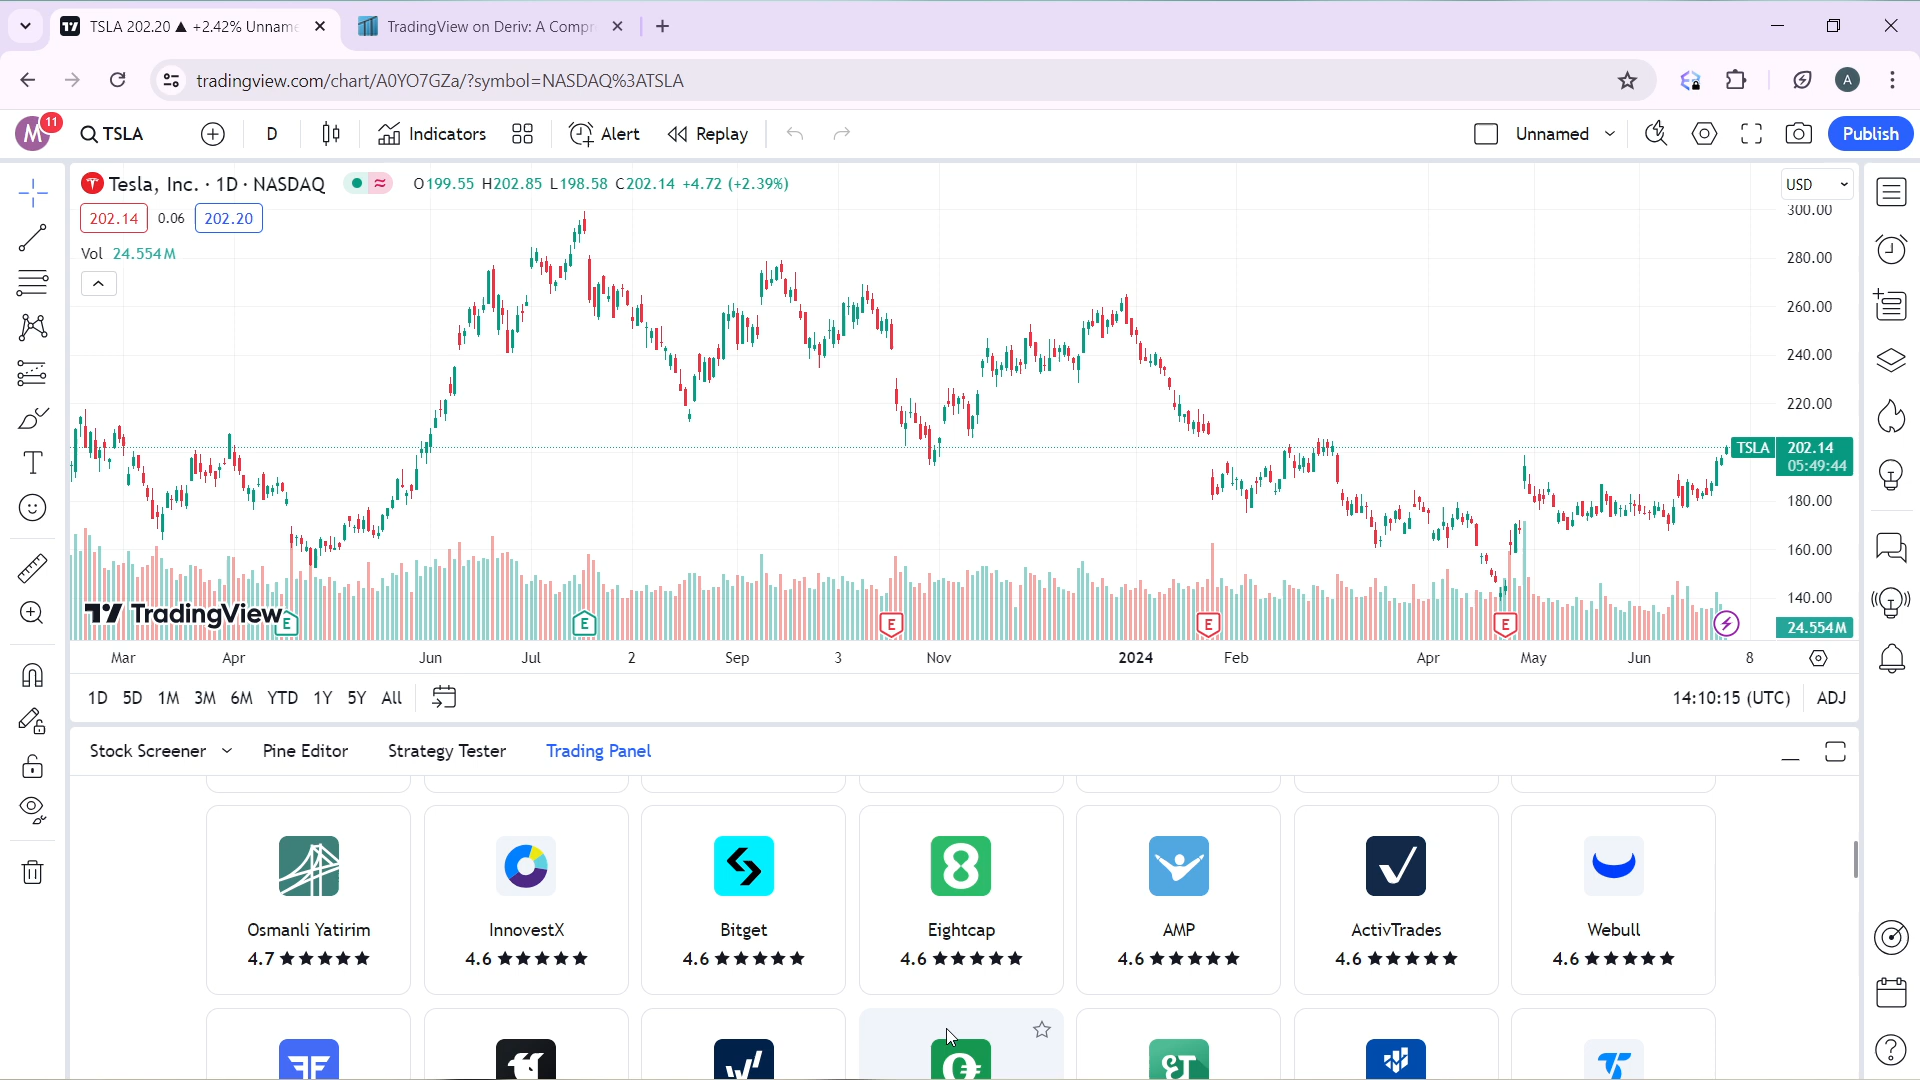 TSLA 202.20 ▲ +2.42% Unname
TradingView on Deriv: A Compr
tradingview.com/chart/A0YO7GZa/?symbol=NASDAQ%3ATSLA
A
M
11
TSLA
D
Indicators
Alert
Replay
Unnamed
Publish
Tesla, Inc. · 1D · NASDAQ
O199.55 H202.85 L198.58 C202.14 +4.72 (+2.39%)
USD
202.14
0.06
202.20
Vol 24.554M
300.00
280.00
260.00
240.00
220.00
TSLA
202.14
05:49:44
180.00
160.00
140.00
24.554M
TradingView
E
E
E
E
E
Mar
Apr
Jun
Jul
2
Sep
3
Nov
2024
Feb
Apr
May
Jun
8
1D
5D
1M
3M
6M
YTD
1Y
5Y
All
14:10:15 (UTC)
ADJ
Stock Screener
Pine Editor
Strategy Tester
Trading Panel
Osmanli Yatirim
InnovestX
Bitget
Eightcap
AMP
ActivTrades
Webull
4.7 ★★★★★
4.6 ★★★★★
4.6 ★★★★★
4.6 ★★★★★
4.6 ★★★★★
4.6 ★★★★★
4.6 ★★★★★